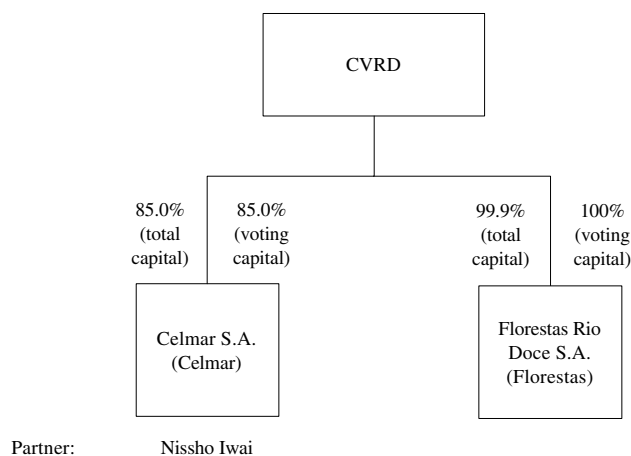 CVRD
85.0%
(total
capital)
85.0%
(voting
capital)
99.9%
(total
capital)
100%
(voting
capital)
Celmar S.A.
(Celmar)
Florestas Rio
Doce S.A.
(Florestas)
Partner: Nissho Iwai